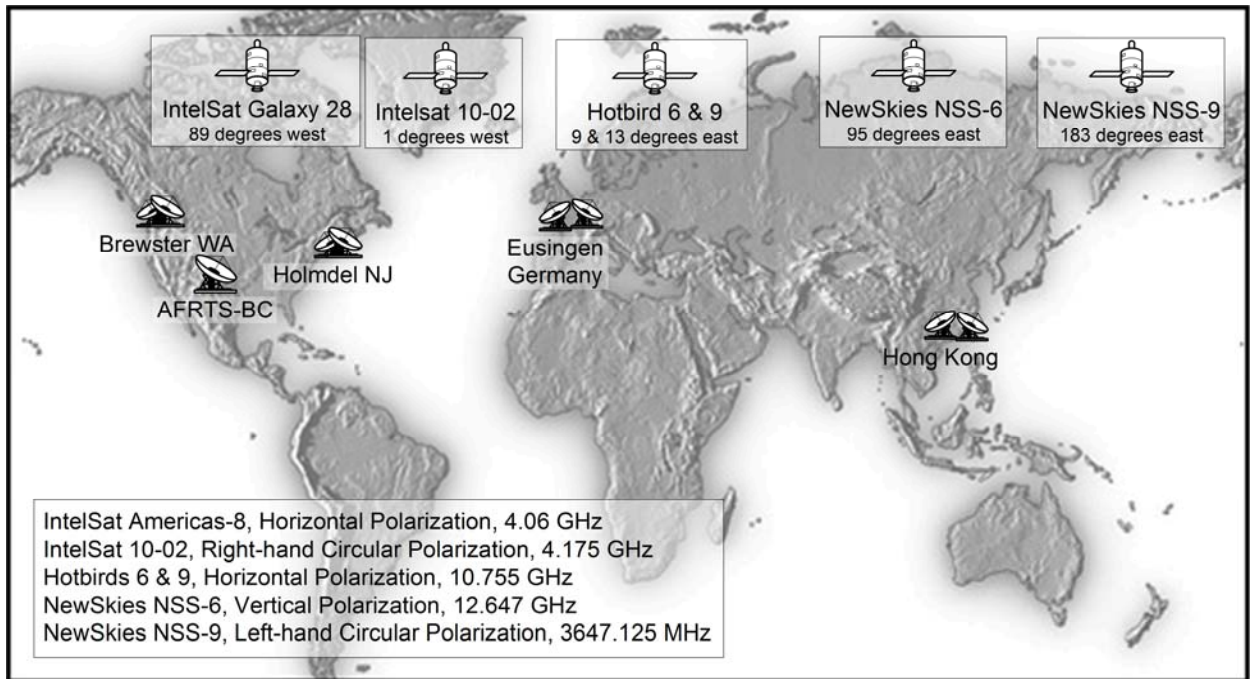 IntelSat Galaxy 28
89 degrees west
Intelsat 10-02
1 degrees west
Hotbird 6 & 9
9 & 13 degrees east
NewSkies NSS-6
95 degrees east
NewSkies NSS-9
183 degrees east
Brewster WA
Holmdel NJ
AFRTS-BC
Eusingen
Germany
Hong Kong
IntelSat Americas-8, Horizontal Polarization, 4.06 GHz
IntelSat 10-02, Right-hand Circular Polarization, 4.175 GHz
Hotbirds 6 & 9, Horizontal Polarization, 10.755 GHz
NewSkies NSS-6, Vertical Polarization, 12.647 GHz
NewSkies NSS-9, Left-hand Circular Polarization, 3647.125 MHz